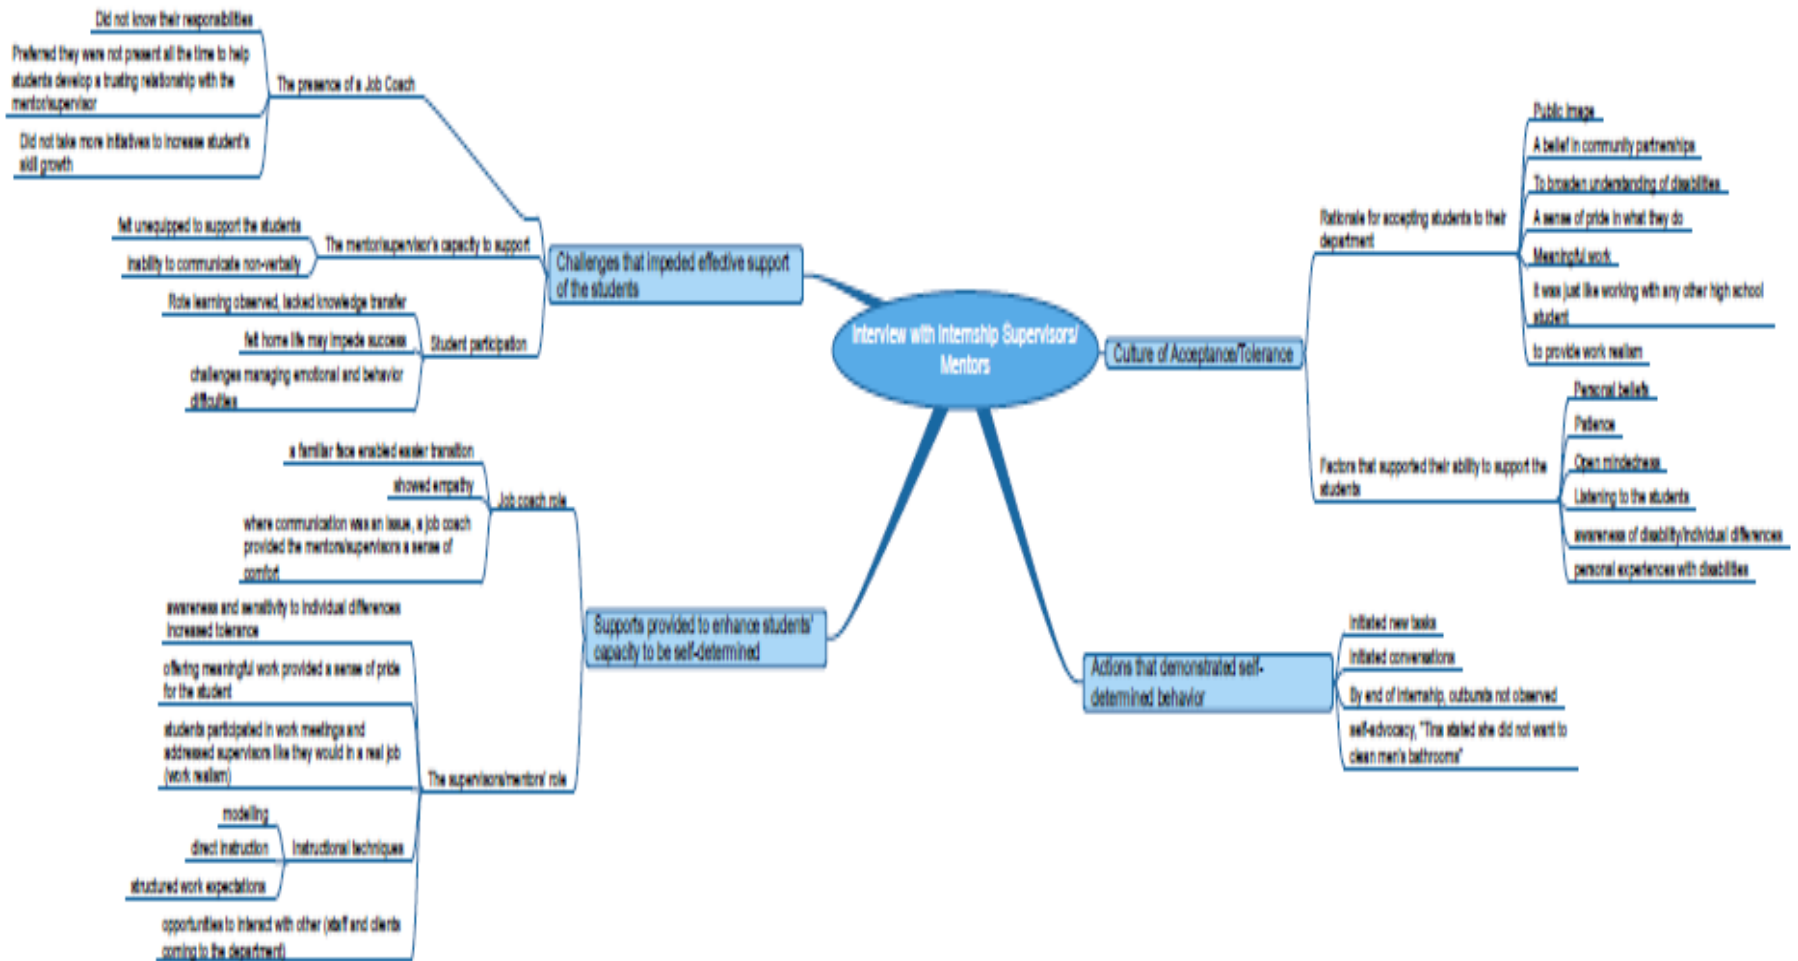 Interview with Internship Supervisors/
Mentors
Challenges that impeded effective support
of the students
The presence of a Job Coach
Did not know their responsibilities
Preferred they were not present all the time to help
students develop a trusting relationship with the
mentor/supervisor
Did not take more initiatives to increase student's
skill growth
The mentor/supervisor's capacity to support
felt unequipped to support the students
inability to communicate non-verbally
Student participation
Rote learning observed, lacked knowledge transfer
felt home life may impede success
challenges managing emotional and behavior
difficulties
Supports provided to enhance students'
capacity to be self-determined
Job coach role
a familiar face enabled easier transition
showed empathy
where communication was an issue, a job coach
provided the mentors/supervisors a sense of
comfort
The supervisors/mentors' role
awareness and sensitivity to individual differences
increased tolerance
offering meaningful work provided a sense of pride
for the student
students participated in work meetings and
addressed supervisors like they would in a real job
(work realism)
Instructional techniques
modelling
direct instruction
structured work expectations
opportunities to interact with other (staff and clients
coming to the department)
Culture of Acceptance/Tolerance
Rationale for accepting students to their
department
Public image
A belief in community partnerships
To broaden understanding of disabilities
A sense of pride in what they do
Meaningful work
It was just like working with any other high school
student
to provide work realism
Factors that supported their ability to support the
students
Personal beliefs
Patience
Open mindedness
Listening to the students
awareness of disability/individual differences
personal experiences with disabilities
Actions that demonstrated self-
determined behavior
Initiated new tasks
Initiated conversations
By end of internship, outbursts not observed
self-advocacy, "Tina stated she did not want to
clean men's bathrooms"